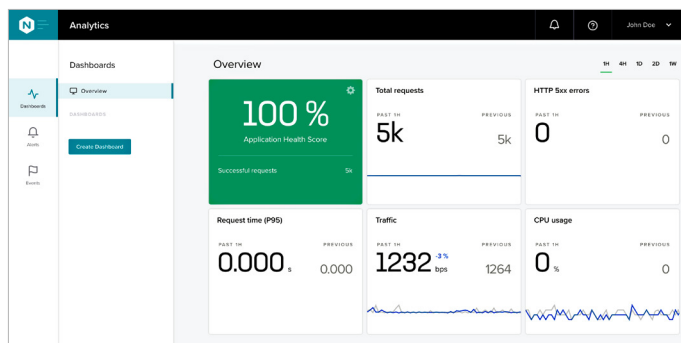 N
Analytics
John Doe
Dashboards
Overview
DASHBOARDS
Create Dashboard
Dashboards
Alerts
Events
Overview
1H 4H 1D 2D 1W
100 %
Application Health Score
Successful requests 5k
Total requests
PAST 1H PREVIOUS
5k 5k
HTTP 5xx errors
PAST 1H PREVIOUS
0 0
Request time (P95)
PAST 1H PREVIOUS
0.000 s 0.000
Traffic
PAST 1H PREVIOUS
1232 bps -3 % 1264
CPU usage
PAST 1H PREVIOUS
0 % 0